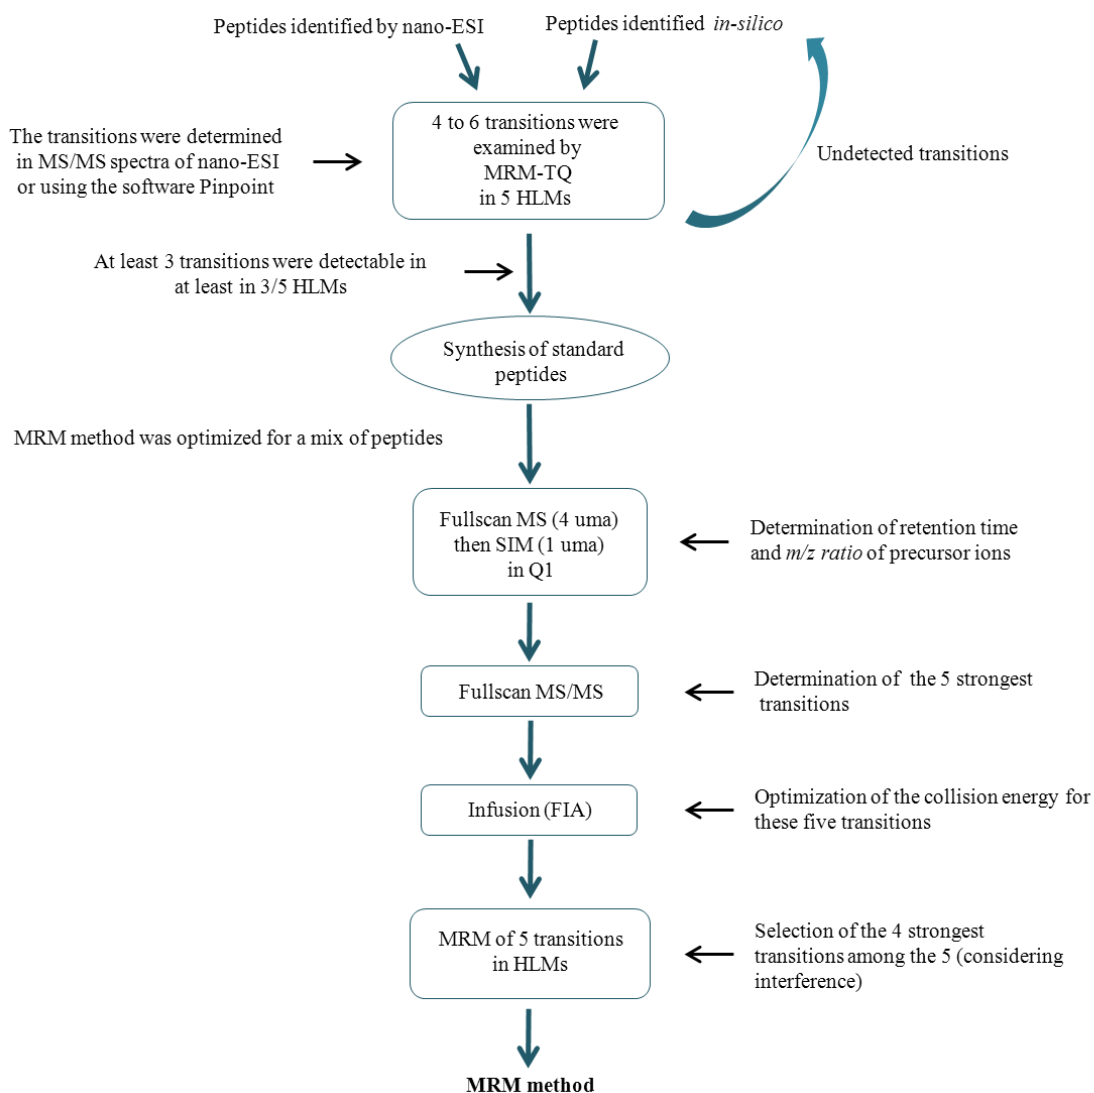 Peptides identified by nano-ESI
Peptides identified in-silico
4 to 6 transitions were
examined by
MRM-TQ
in 5 HLMs
The transitions were determined
in MS/MS spectra of nano-ESI
or using the software Pinpoint
Undetected transitions
At least 3 transitions were detectable in
at least in 3/5 HLMs
Synthesis of standard
peptides
MRM method was optimized for a mix of peptides
Fullscan MS (4 uma)
then SIM (1 uma)
in Q1
Determination of retention time
and m/z ratio of precursor ions
Fullscan MS/MS
Determination of the 5 strongest
transitions
Infusion (FIA)
Optimization of the collision energy for
these five transitions
MRM of 5 transitions
in HLMs
Selection of the 4 strongest
transitions among the 5 (considering
interference)
MRM method